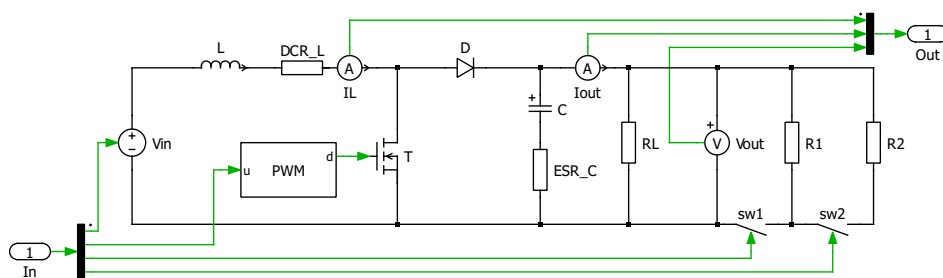 L
DCR_L
A
IL
D
A
Iout
1
Out
+
C
ESR_C
RL
+
V
Vout
R1
R2
+
−
Vin
u
PWM
d
T
sw1
sw2
1
In